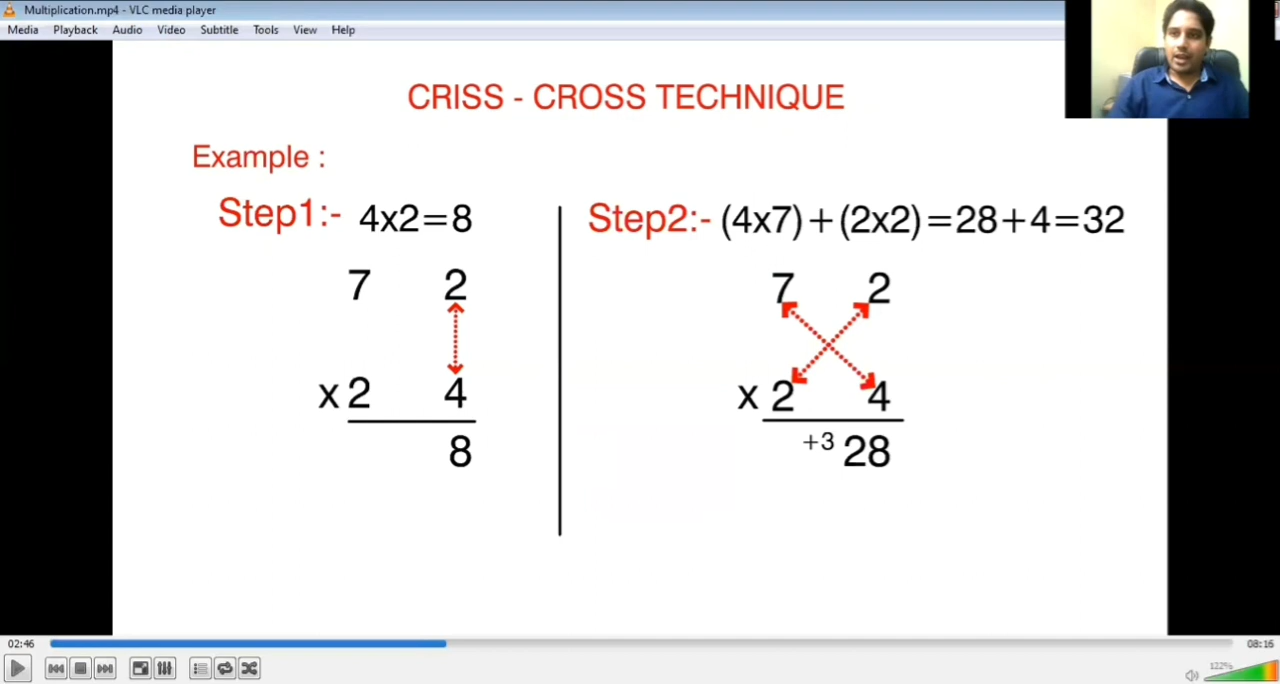 Multiplication.mp4 - VLC media player
Media Playback Audio Video Subtitle Tools View Help
CRISS - CROSS TECHNIQUE
Example :
Step1:- 4x2=8
7 2
x 2 4
8
Step2:- (4x7)+(2x2)=28+4=32
7 2
x 2 4
+3 28
02:46
08:16
122%